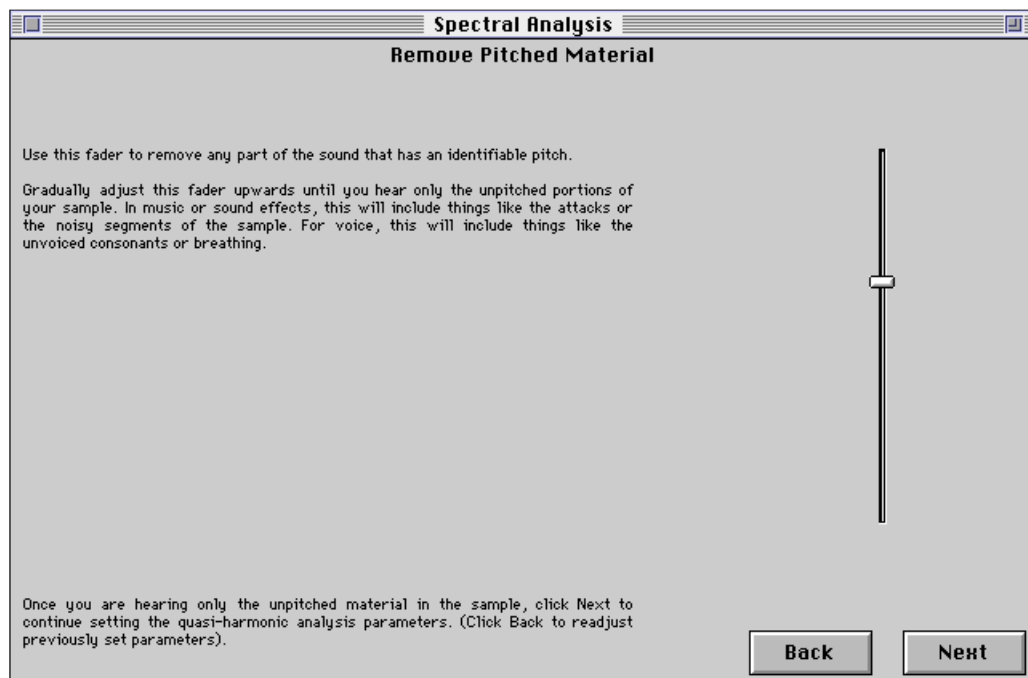 Spectral Analysis
Remove Pitched Material
Use this fader to remove any part of the sound that has an identifiable pitch.
Gradually adjust this fader upwards until you hear only the unpitched portions of
your sample. In music or sound effects, this will include things like the attacks or
the noisy segments of the sample. For voice, this will include things like the
unvoiced consonants or breathing.
Once you are hearing only the unpitched material in the sample, click Next to
continue setting the quasi-harmonic analysis parameters. (Click Back to readjust
previously set parameters).
Back
Next